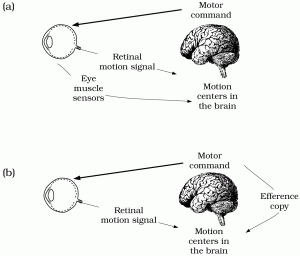 (a)
Motor
command
Retinal
motion signal
Eye
muscle
sensors
Motion
centers in
the brain
(b)
Motor
command
Efference
copy
Retinal
motion signal
Motion
centers in
the brain